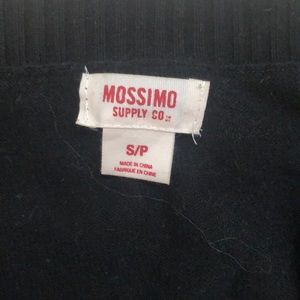 MOSSIMO
SUPPLY CO.
S/P
MADE IN CHINA
FABRIQUÉ EN CHINE